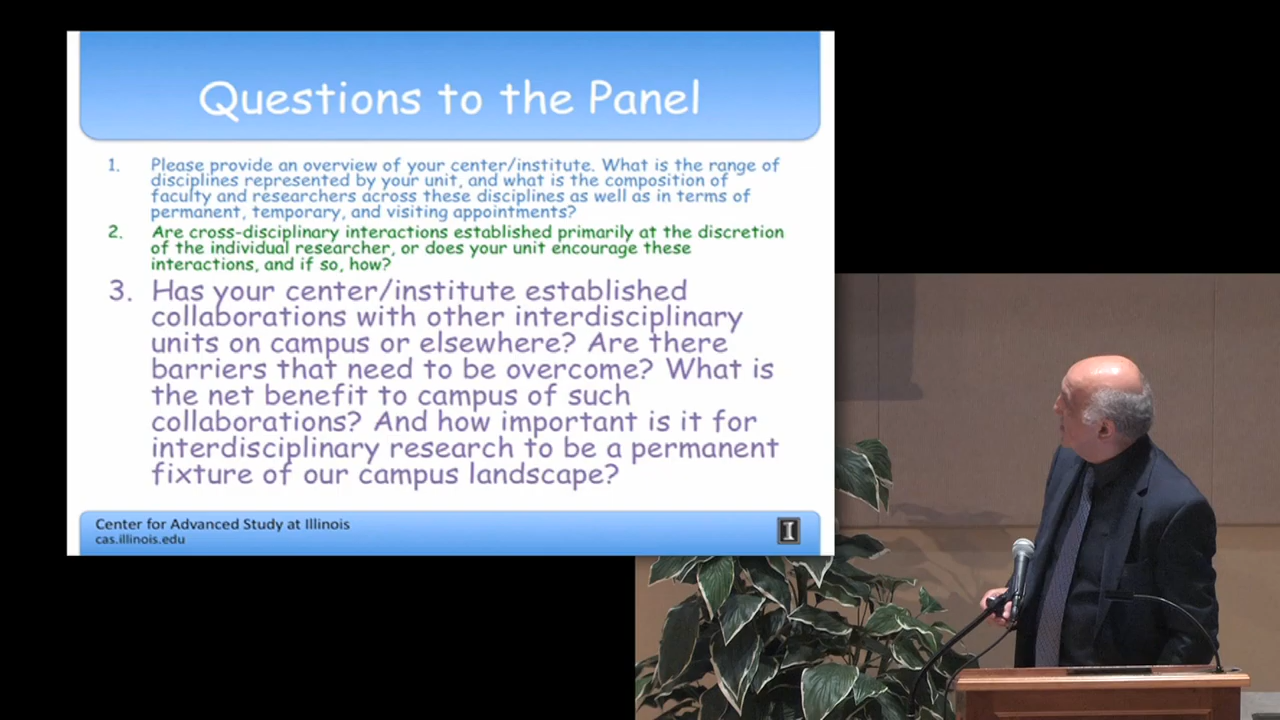 Questions to the Panel
1. Please provide an overview of your center/institute. What is the range of
disciplines represented by your unit, and what is the composition of
faculty and researchers across these disciplines as well as in terms of
permanent, temporary, and visiting appointments?
2. Are cross-disciplinary interactions established primarily at the discretion
of the individual researcher, or does your unit encourage these
interactions, and if so, how?
3. Has your center/institute established
collaborations with other interdisciplinary
units on campus or elsewhere? Are there
barriers that need to be overcome? What is
the net benefit to campus of such
collaborations? And how important is it for
interdisciplinary research to be a permanent
fixture of our campus landscape?
Center for Advanced Study at Illinois
cas.illinois.edu
I